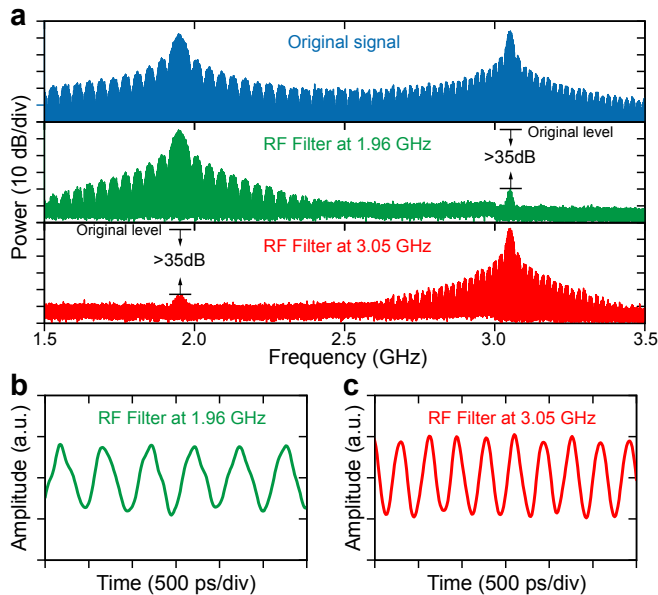 a
Original signal
RF Filter at 1.96 GHz
Original level
>35dB
Original level
>35dB
RF Filter at 3.05 GHz
Power (10 dB/div)
1.5 2.0 2.5 3.0 3.5
Frequency (GHz)
b
RF Filter at 1.96 GHz
Amplitude (a.u.)
Time (500 ps/div)
c
RF Filter at 3.05 GHz
Amplitude (a.u.)
Time (500 ps/div)